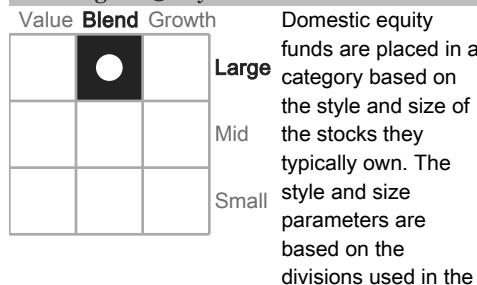 Value Blend Growth
Large
Mid
Small
Domestic equity
funds are placed in a
category based on
the style and size of
the stocks they
typically own. The
style and size
parameters are
based on the
divisions used in the